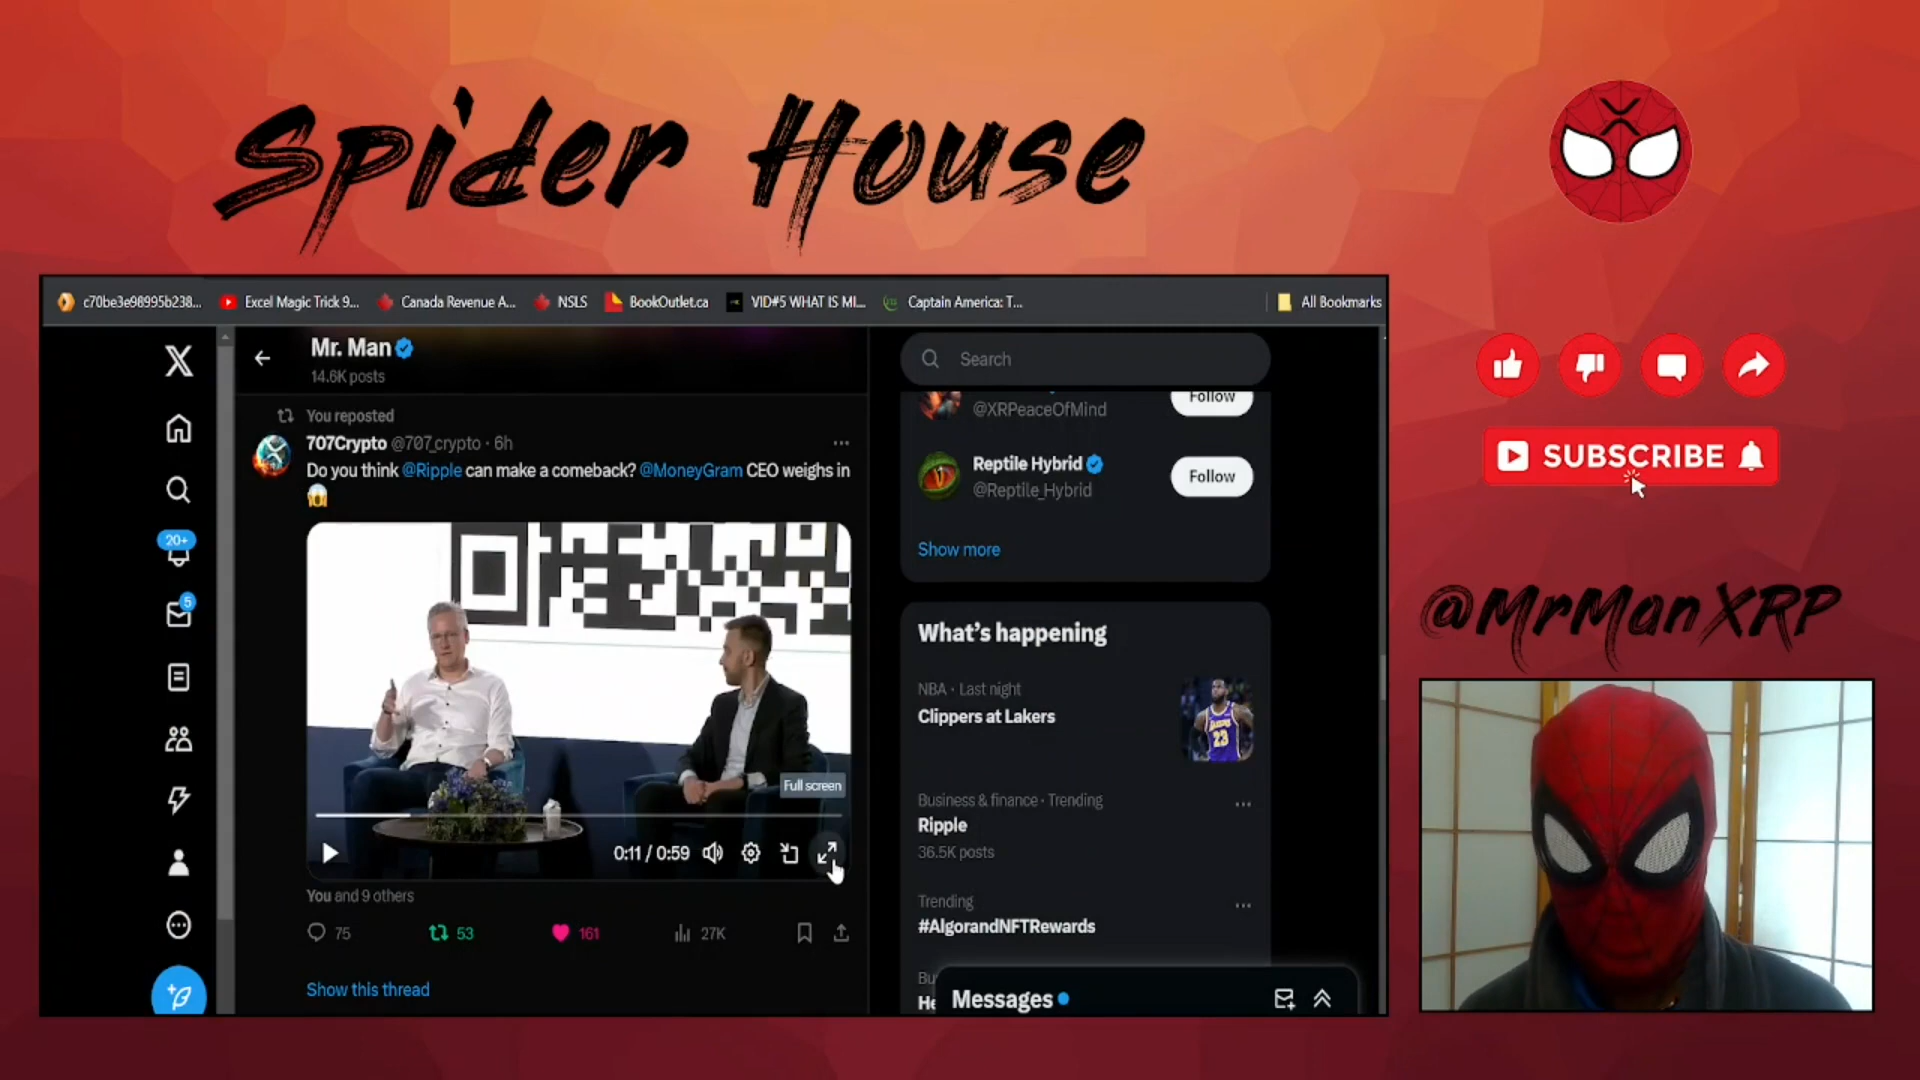 Spider House
c70be3e98995b238...
Excel Magic Trick 9...
Canada Revenue A...
NSLS
BookOutlet.ca
VID#5 WHAT IS MI...
Captain America: T...
All Bookmarks
Mr. Man
14.6K posts
You reposted
707Crypto @707_crypto · 6h
Do you think @Ripple can make a comeback? @MoneyGram CEO weighs in
Full screen
0:11 / 0:59
You and 9 others
75
53
161
27K
Show this thread
20+
5
Search
@XRPeaceOfMind
Follow
Reptile Hybrid
@Reptile_Hybrid
Follow
Show more
What's happening
NBA · Last night
Clippers at Lakers
23
Business & finance · Trending
Ripple
36.5K posts
Trending
#AlgorandNFTRewards
Bu
He
Messages
SUBSCRIBE
@MrManXRP